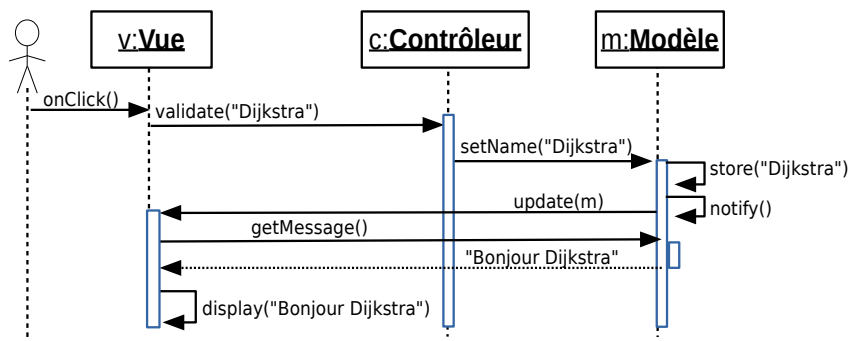 v:Vue
c:Contrôleur
m:Modèle
onClick()
validate("Dijkstra")
setName("Dijkstra")
store("Dijkstra")
update(m)
notify()
getMessage()
"Bonjour Dijkstra"
display("Bonjour Dijkstra")